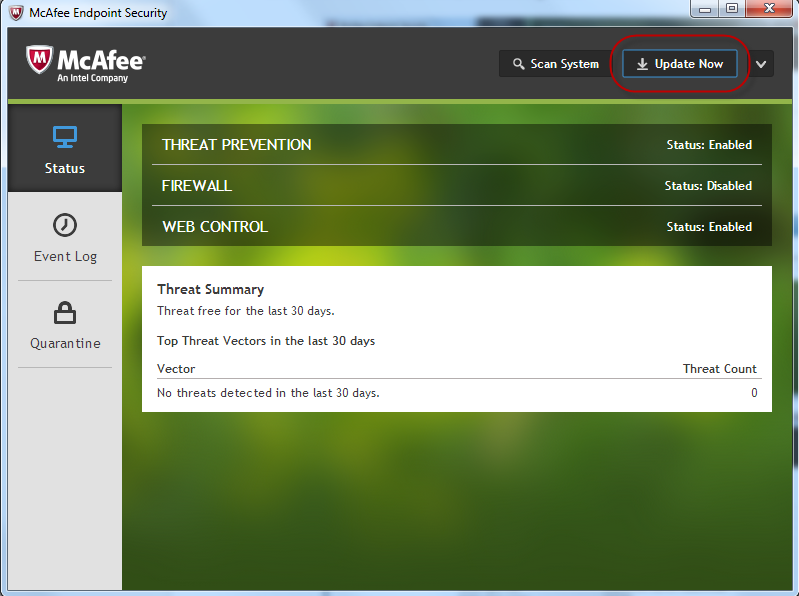 McAfee Endpoint Security
McAfee
An Intel Company
Scan System
Update Now
Status
Event Log
Quarantine
THREAT PREVENTION Status: Enabled
FIREWALL Status: Disabled
WEB CONTROL Status: Enabled
Threat Summary
Threat free for the last 30 days.
Top Threat Vectors in the last 30 days
Vector Threat Count
No threats detected in the last 30 days. 0